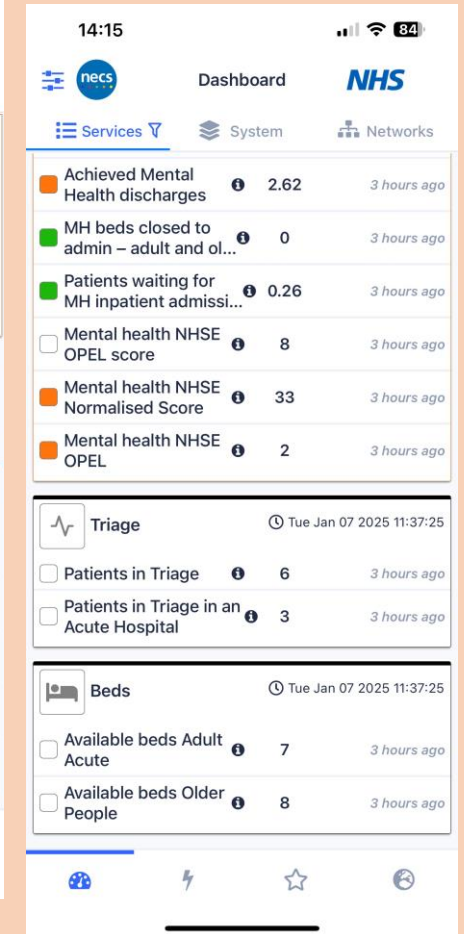 14:15
84
necs
Dashboard
NHS
Services
System
Networks
Achieved Mental
Health discharges
2.62
3 hours ago
MH beds closed to
admin – adult and ol...
0
3 hours ago
Patients waiting for
MH inpatient admissi...
0.26
3 hours ago
Mental health NHSE
OPEL score
8
3 hours ago
Mental health NHSE
Normalised Score
33
3 hours ago
Mental health NHSE
OPEL
2
3 hours ago
Triage
Tue Jan 07 2025 11:37:25
Patients in Triage
6
3 hours ago
Patients in Triage in an
Acute Hospital
3
3 hours ago
Beds
Tue Jan 07 2025 11:37:25
Available beds Adult
Acute
7
3 hours ago
Available beds Older
People
8
3 hours ago